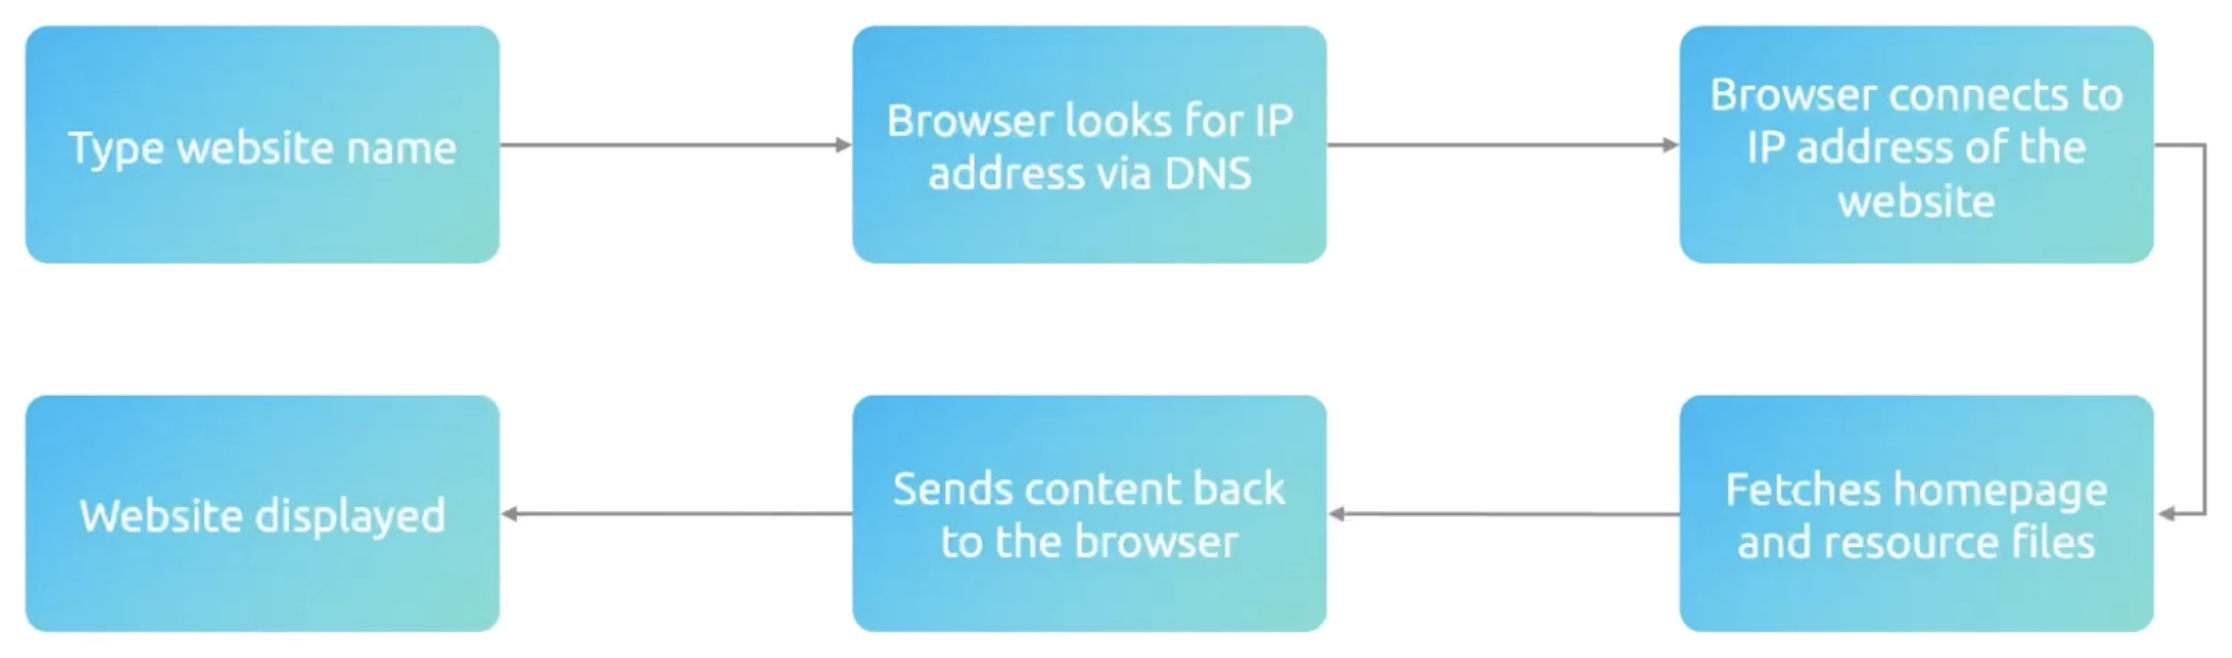 Type website name
Browser looks for IP
address via DNS
Browser connects to
IP address of the
website
Fetches homepage
and resource files
Sends content back
to the browser
Website displayed